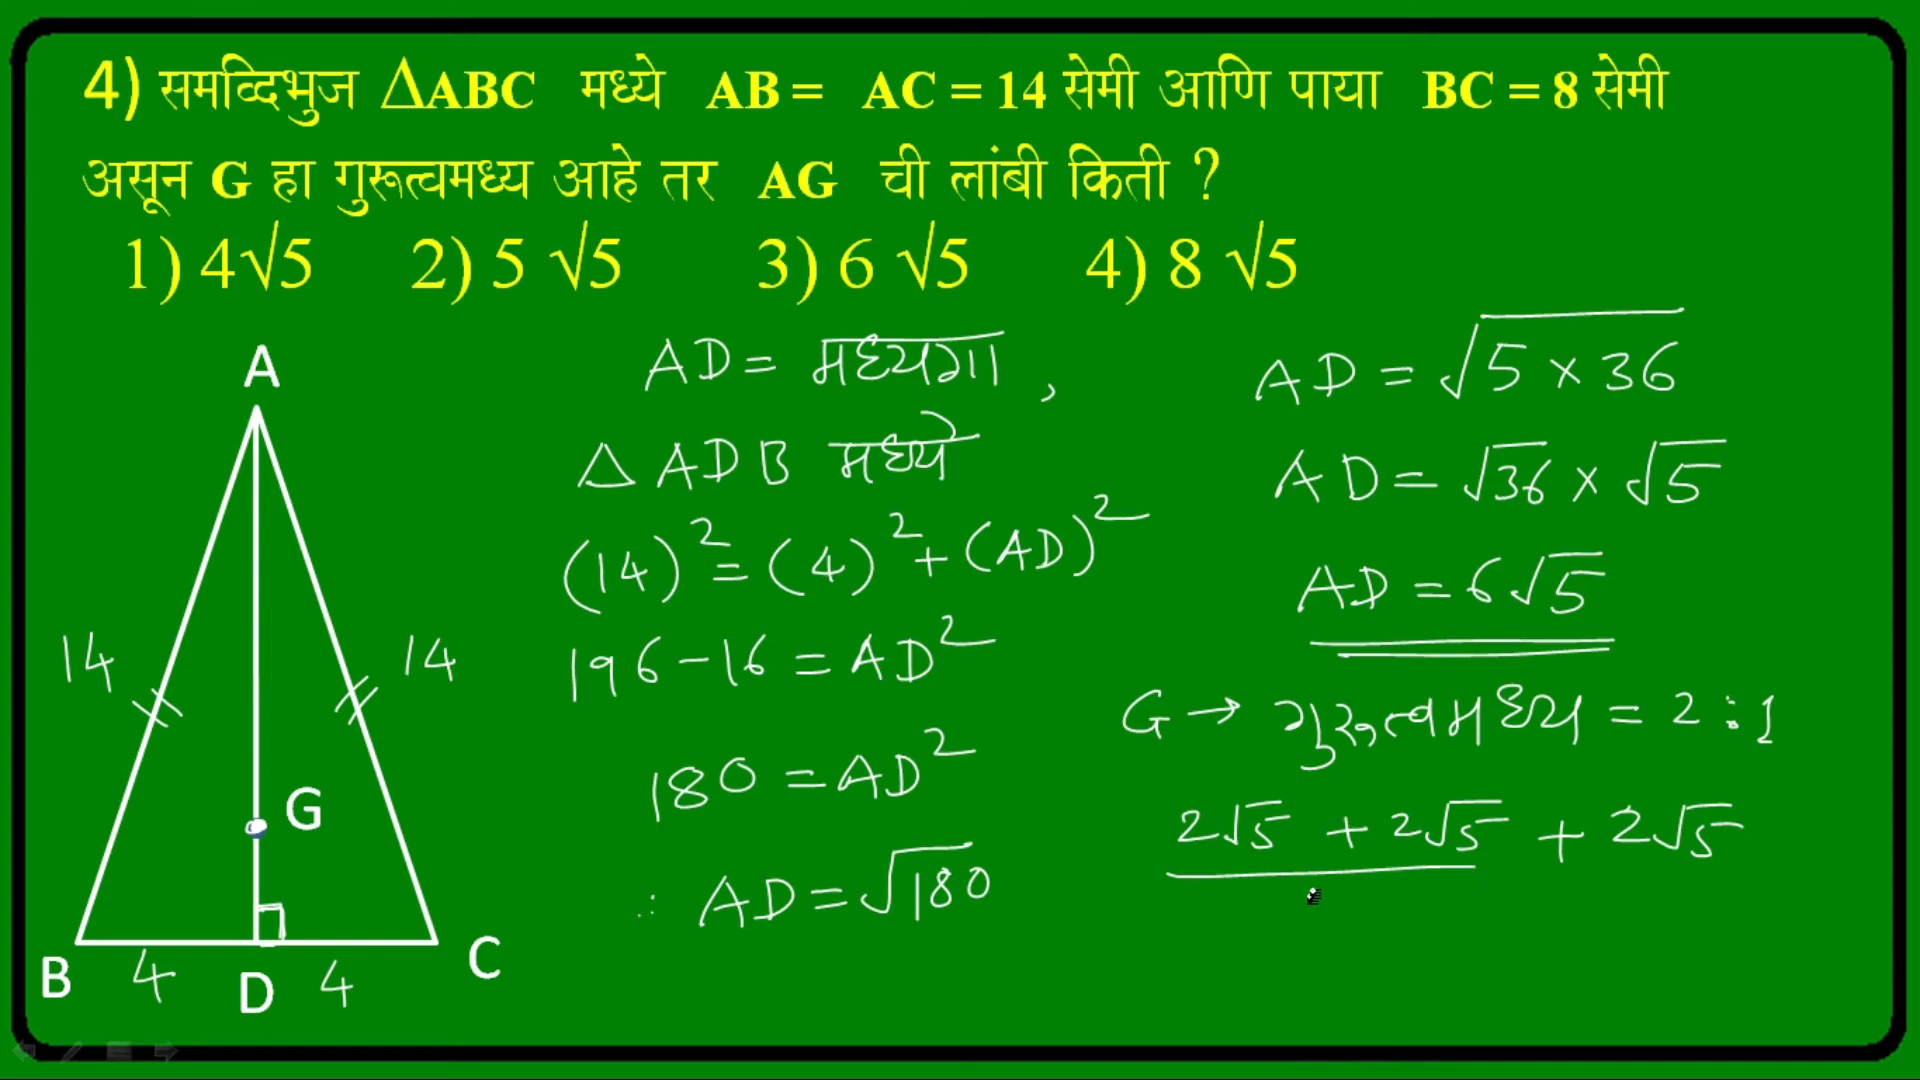 4) समव्दिभुज ΔABC मध्ये AB = AC = 14 सेमी आणि पाया BC = 8 सेमी
असून G हा गुरूत्वमध्य आहे तर AG ची लांबी किती ?
1) 4√5 2) 5 √5 3) 6 √5 4) 8 √5
A
14
14
G
B
4
D
4
C
AD = मध्यगा ,
Δ ADB मध्ये
(14)² = (4)² + (AD)²
196 - 16 = AD²
180 = AD²
∴ AD = √180
AD = √5 × 36
AD = √36 × √5
AD = 6√5
G → गुरुत्वमध्य = 2 : 1
2√5 + 2√5 + 2√5